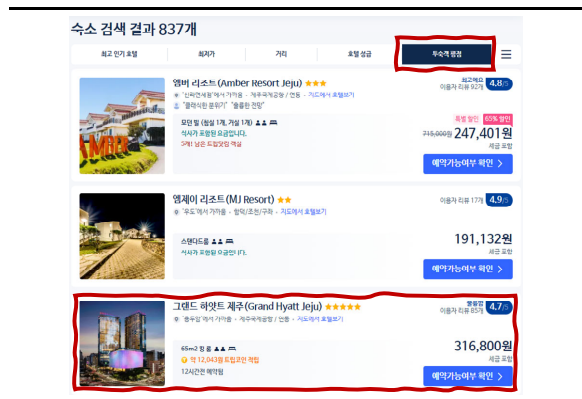 숙소 검색 결과 837개
최고 인기 호텔 최저가 거리 호텔 성급 투숙객 평점
엠버 리조트 (Amber Resort Jeju)
최고예요
이용자 리뷰 92개 4.8/5
'신라면세점'에서 가까움 - 제주국제공항 / 연동 - 지도에서 호텔보기
"클래식한 분위기" "훌륭한 전망"
모던 빌 (침실 1개, 거실 1개)
식사가 포함된 요금입니다.
5개! 남은 트립닷컴 객실
특별 할인 65% 할인
715,000원 247,401원
세금 포함
예약가능여부 확인 >
AMBER
엠제이 리조트 (MJ Resort)
이용자 리뷰 17개 4.9/5
'우도'에서 가까움 - 함덕/조천/구좌 - 지도에서 호텔보기
스탠다드룸
식사가 포함된 요금입니다.
191,132원
세금 포함
예약가능여부 확인 >
그랜드 하얏트 제주 (Grand Hyatt Jeju)
훌륭함
이용자 리뷰 85개 4.7/5
'용두암'에서 가까움 - 제주국제공항 / 연동 - 지도에서 호텔보기
65m2 킹 룸
약 12,043원 트립코인 적립
12시간전 예약됨
316,800원
세금 포함
예약가능여부 확인 >